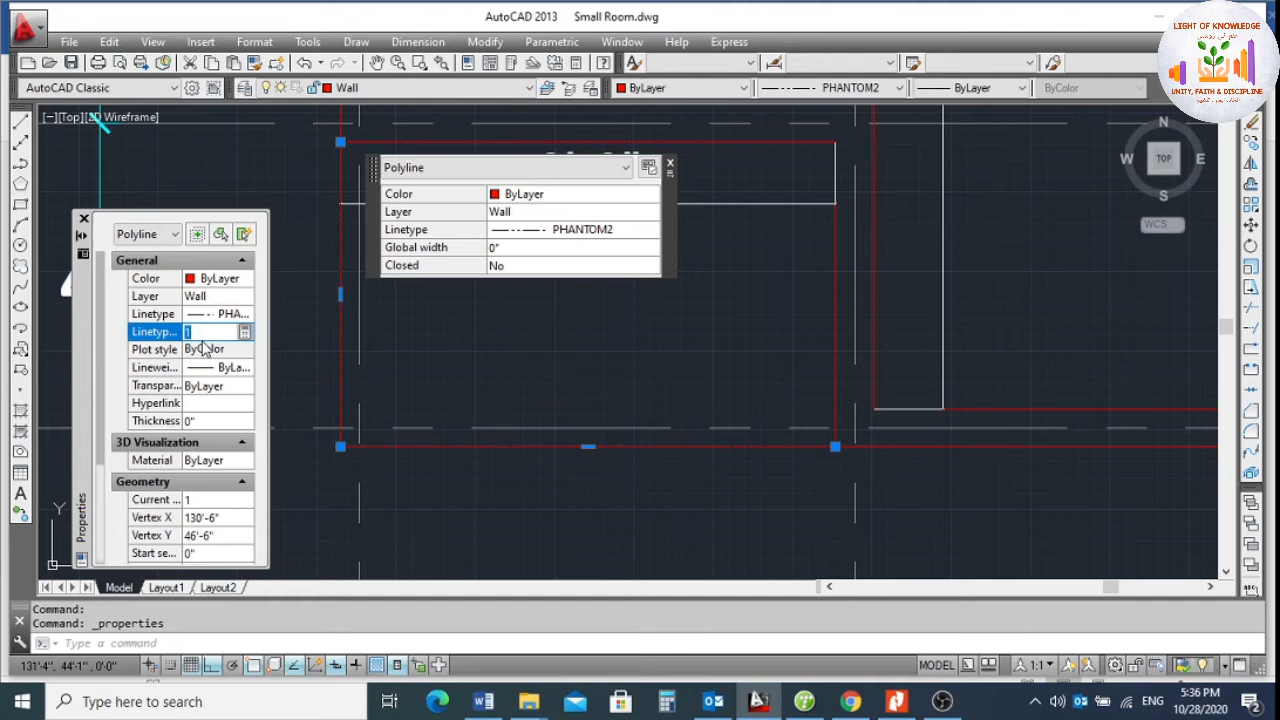 AutoCAD 2013 Small Room.dwg
LIGHT OF KNOWLEDGE
UNITY, FAITH & DISCIPLINE
File Edit View Insert Format Tools Draw Dimension Modify Parametric Window Help Express
AutoCAD Classic Wall ByLayer PHANTOM2 ByLayer ByColor
[−][Top][2D Wireframe]
N
W TOP E
S
WCS
Polyline
Color ByLayer
Layer Wall
Linetype PHANTOM2
Global width 0"
Closed No
Polyline
General
Color ByLayer
Layer Wall
Linetype PHA...
Linetyp... 1
Plot style ByColor
Linewei... ByLa...
Transpar... ByLayer
Hyperlink
Thickness 0"
3D Visualization
Material ByLayer
Geometry
Current ... 1
Vertex X 130'-6"
Vertex Y 46'-6"
Start se... 0"
Properties
Y
Model Layout1 Layout2
Command:
Command: _properties
Type a command
131'-4", 44'-1" ,0'-0" MODEL 1:1
Type here to search ENG 5:36 PM
10/28/2020 2